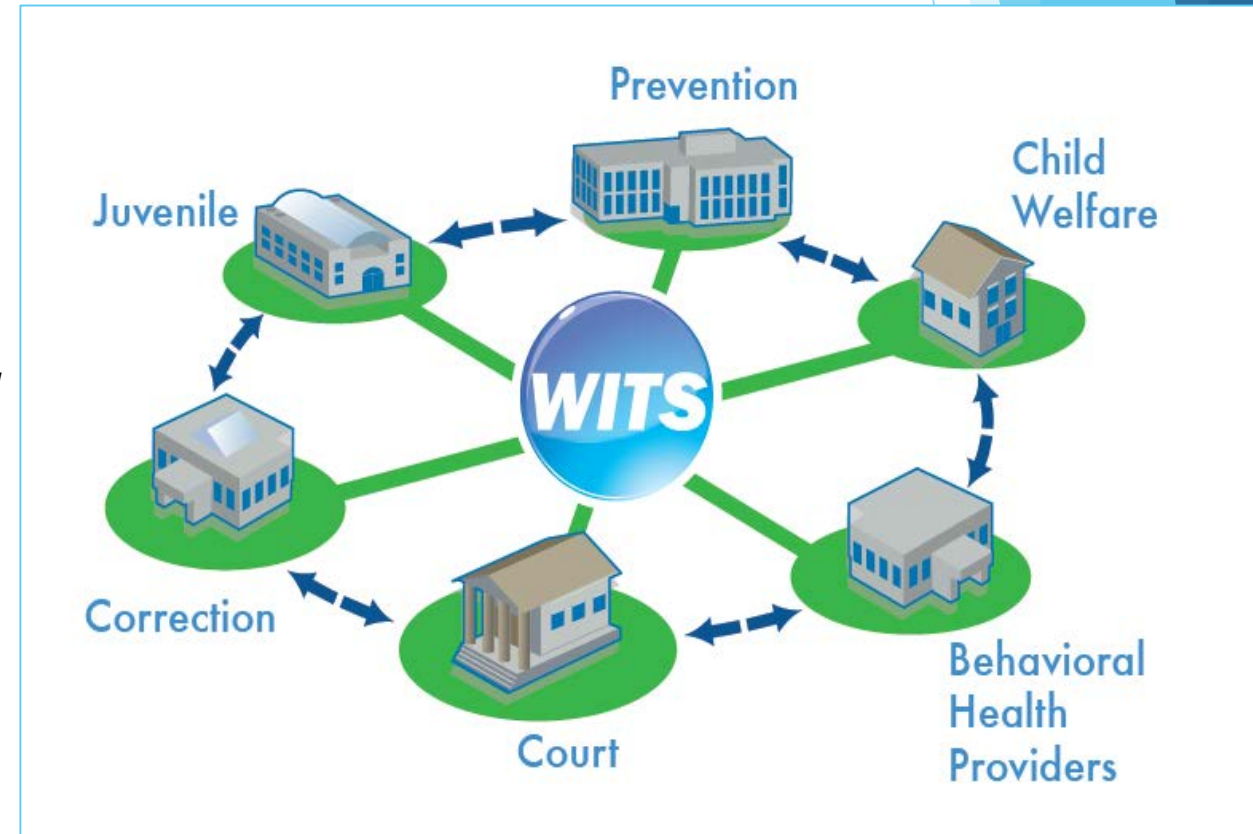 Prevention
Child
Welfare
Juvenile
WITS
Correction
Court
Behavioral
Health
Providers